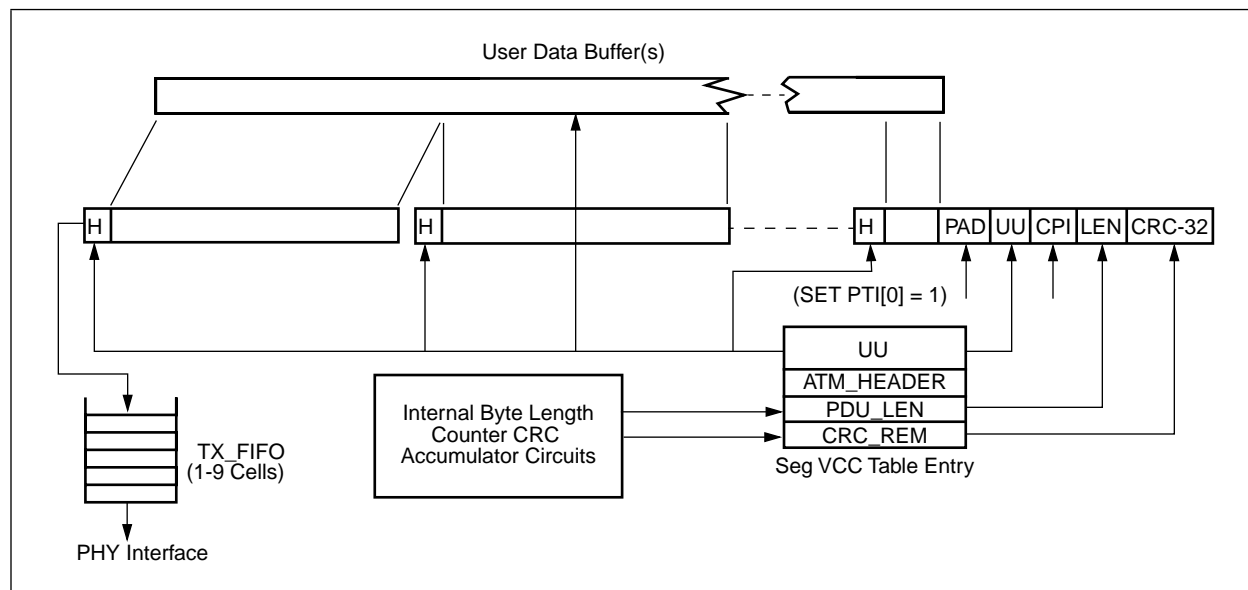 User Data Buffer(s)
H
H
H
PAD
UU
CPI
LEN
CRC-32
(SET PTI[0] = 1)
UU
ATM_HEADER
PDU_LEN
CRC_REM
Seg VCC Table Entry
Internal Byte Length
Counter CRC
Accumulator Circuits
TX_FIFO
(1-9 Cells)
PHY Interface